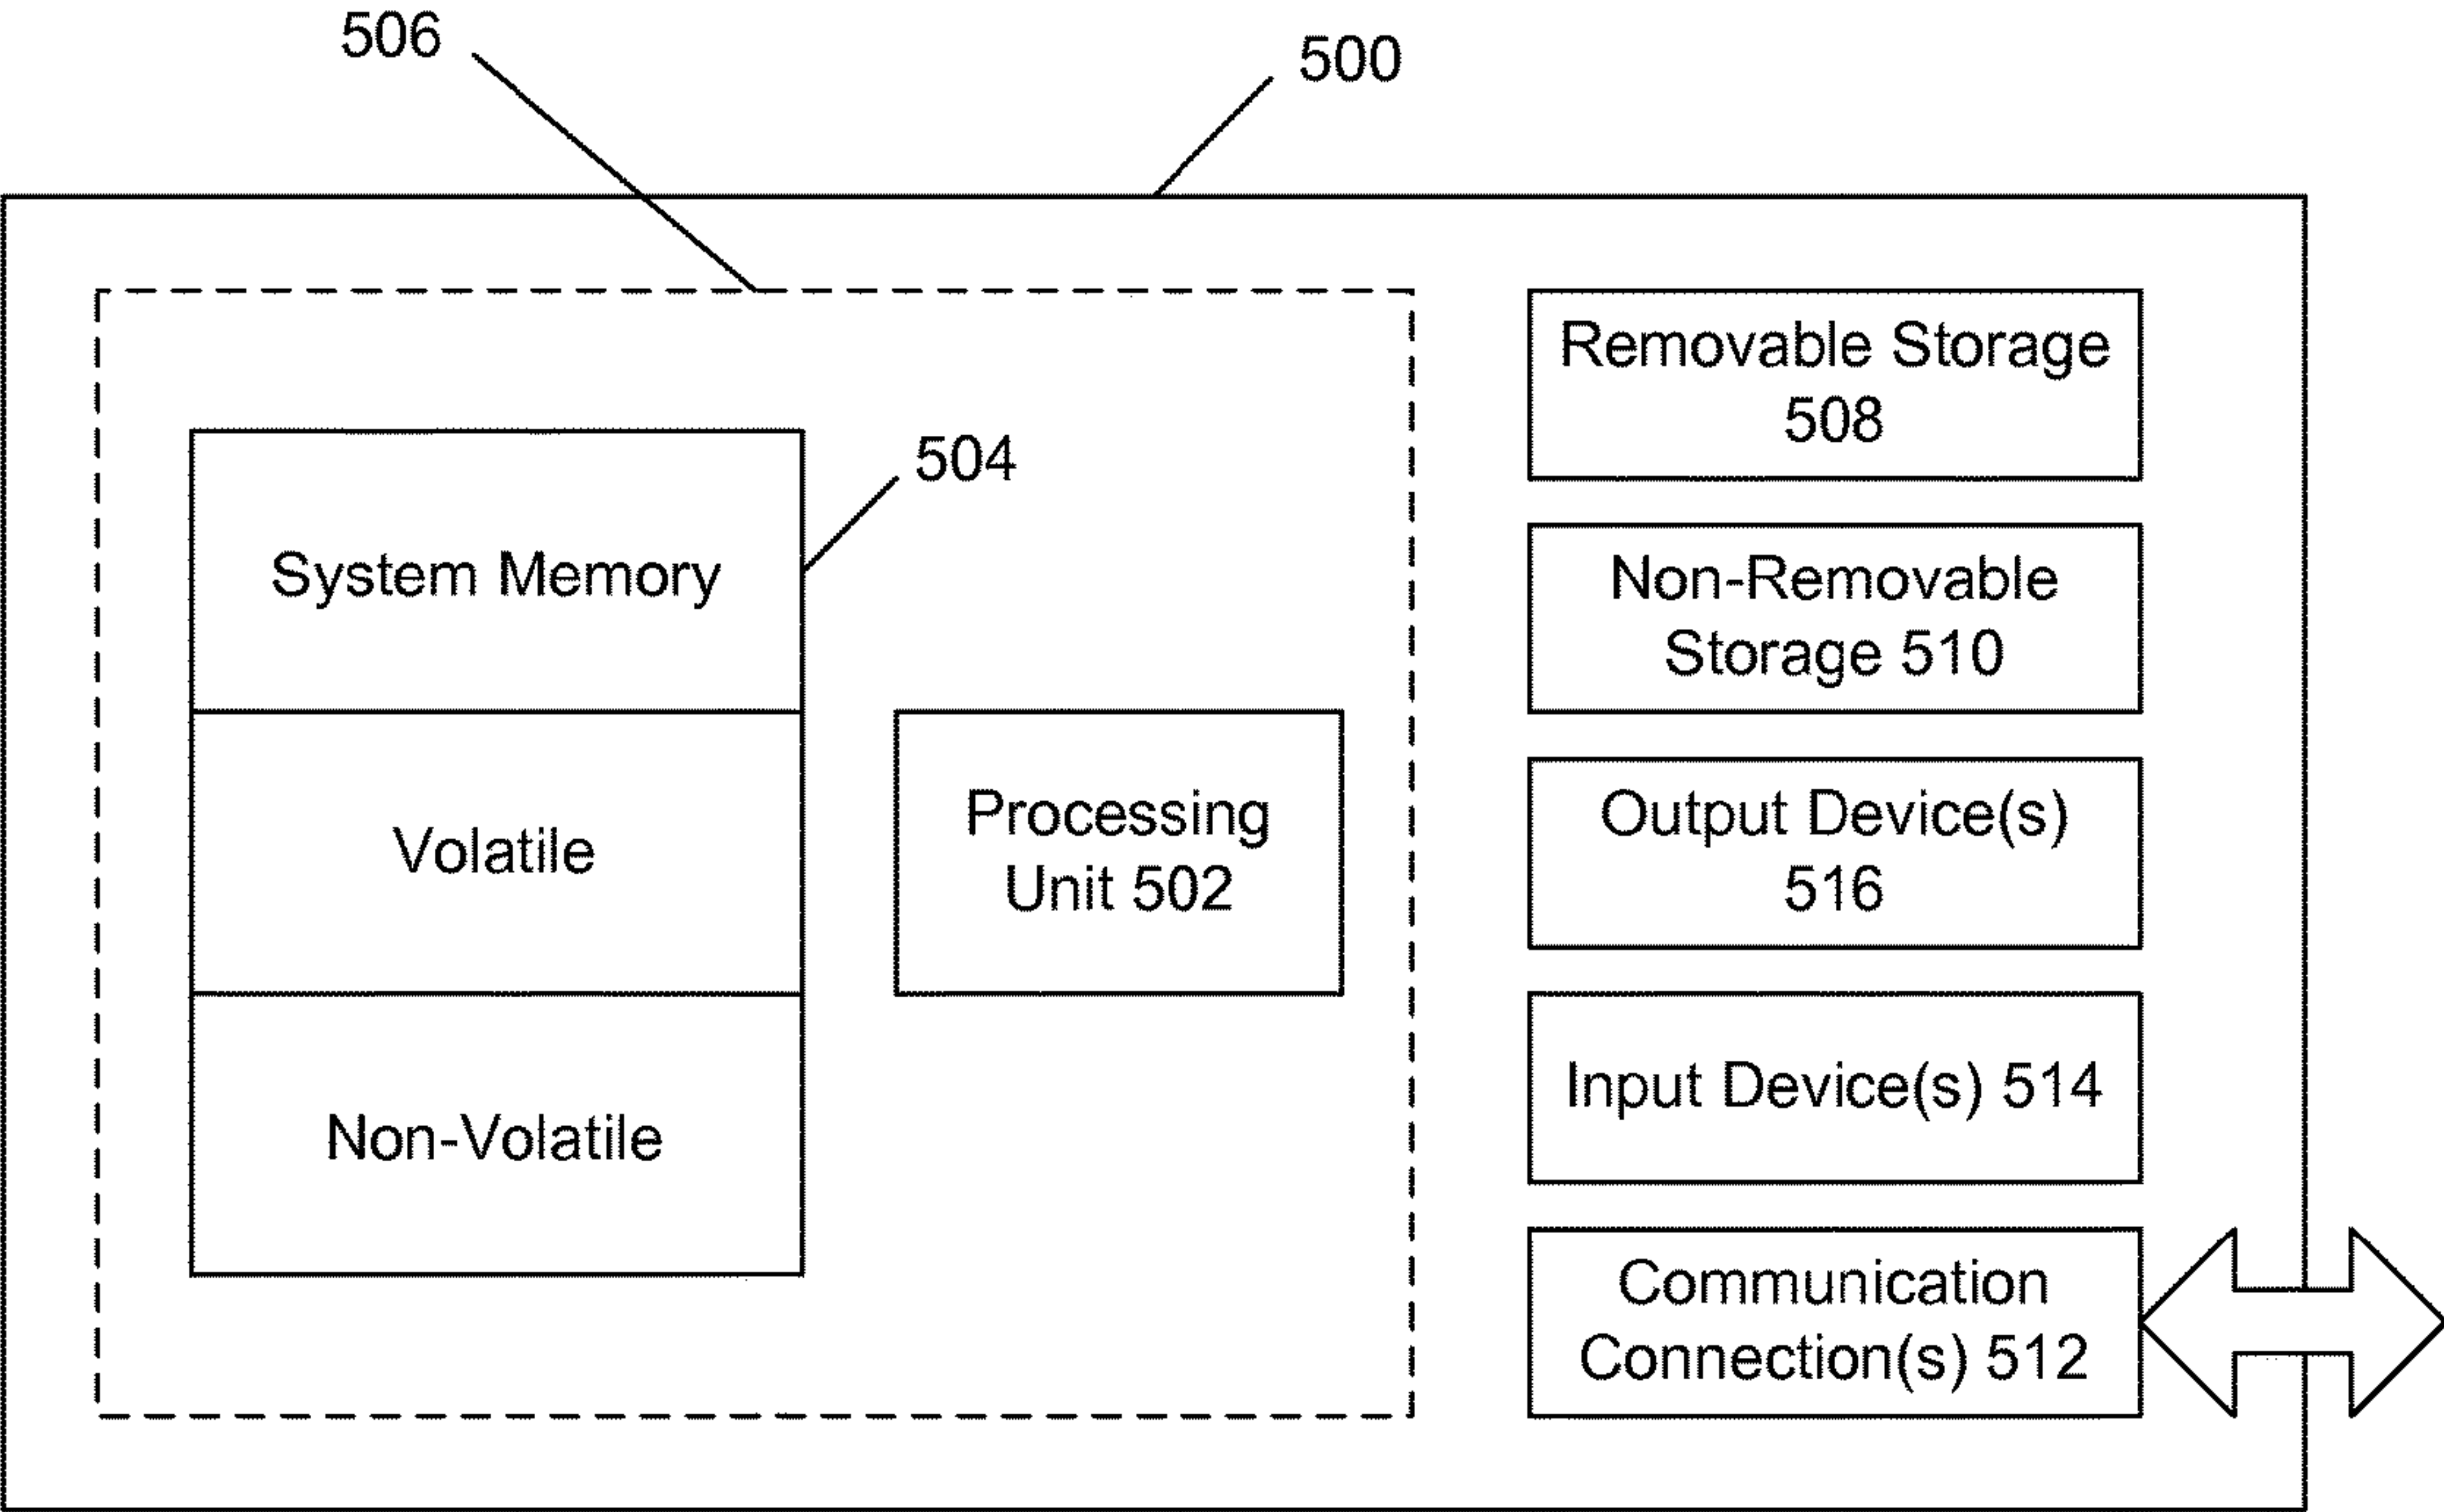 506
500
504
System Memory
Volatile
Non-Volatile
Processing
Unit 502
Removable Storage
508
Non-Removable
Storage 510
Output Device(s)
516
Input Device(s) 514
Communication
Connection(s) 512